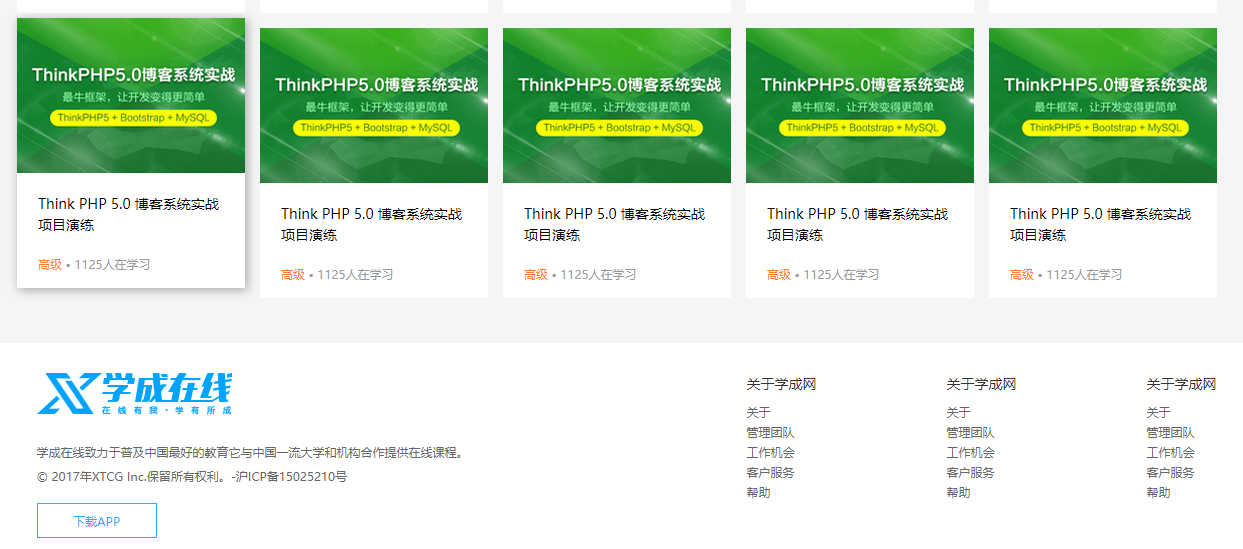 ThinkPHP5.0博客系统实战
最牛框架，让开发变得更简单
ThinkPHP5 + Bootstrap + MySQL
Think PHP 5.0 博客系统实战
项目演练
高级 • 1125人在学习
ThinkPHP5.0博客系统实战
最牛框架，让开发变得更简单
ThinkPHP5 + Bootstrap + MySQL
Think PHP 5.0 博客系统实战
项目演练
高级 • 1125人在学习
ThinkPHP5.0博客系统实战
最牛框架，让开发变得更简单
ThinkPHP5 + Bootstrap + MySQL
Think PHP 5.0 博客系统实战
项目演练
高级 • 1125人在学习
ThinkPHP5.0博客系统实战
最牛框架，让开发变得更简单
ThinkPHP5 + Bootstrap + MySQL
Think PHP 5.0 博客系统实战
项目演练
高级 • 1125人在学习
ThinkPHP5.0博客系统实战
最牛框架，让开发变得更简单
ThinkPHP5 + Bootstrap + MySQL
Think PHP 5.0 博客系统实战
项目演练
高级 • 1125人在学习
学成在线
在线有我·学有所成
学成在线致力于普及中国最好的教育它与中国一流大学和机构合作提供在线课程。
© 2017年XTCG Inc.保留所有权利。-沪ICP备15025210号
下载APP
关于学成网
关于
管理团队
工作机会
客户服务
帮助
关于学成网
关于
管理团队
工作机会
客户服务
帮助
关于学成网
关于
管理团队
工作机会
客户服务
帮助